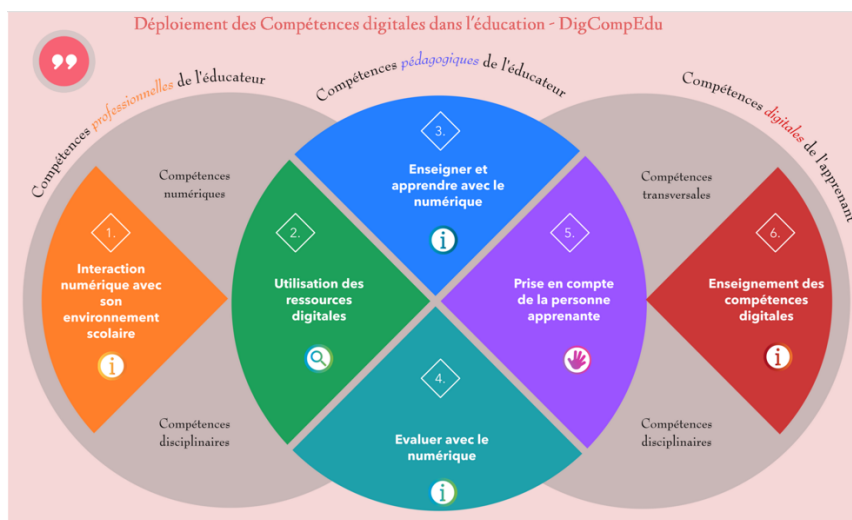 Déploiement des Compétences digitales dans l'éducation - DigCompEdu
Compétences professionnelles de l'éducateur
Compétences pédagogiques de l'éducateur
Compétences digitales de l'apprenant
Compétences
numériques
Compétences
transversales
1.
Interaction
numérique avec
son
environnement
scolaire
2.
Utilisation des
ressources
digitales
3.
Enseigner et
apprendre avec le
numérique
4.
Evaluer avec le
numérique
5.
Prise en compte
de la personne
apprenante
6.
Enseignement des
compétences
digitales
Compétences
disciplinaires
Compétences
disciplinaires